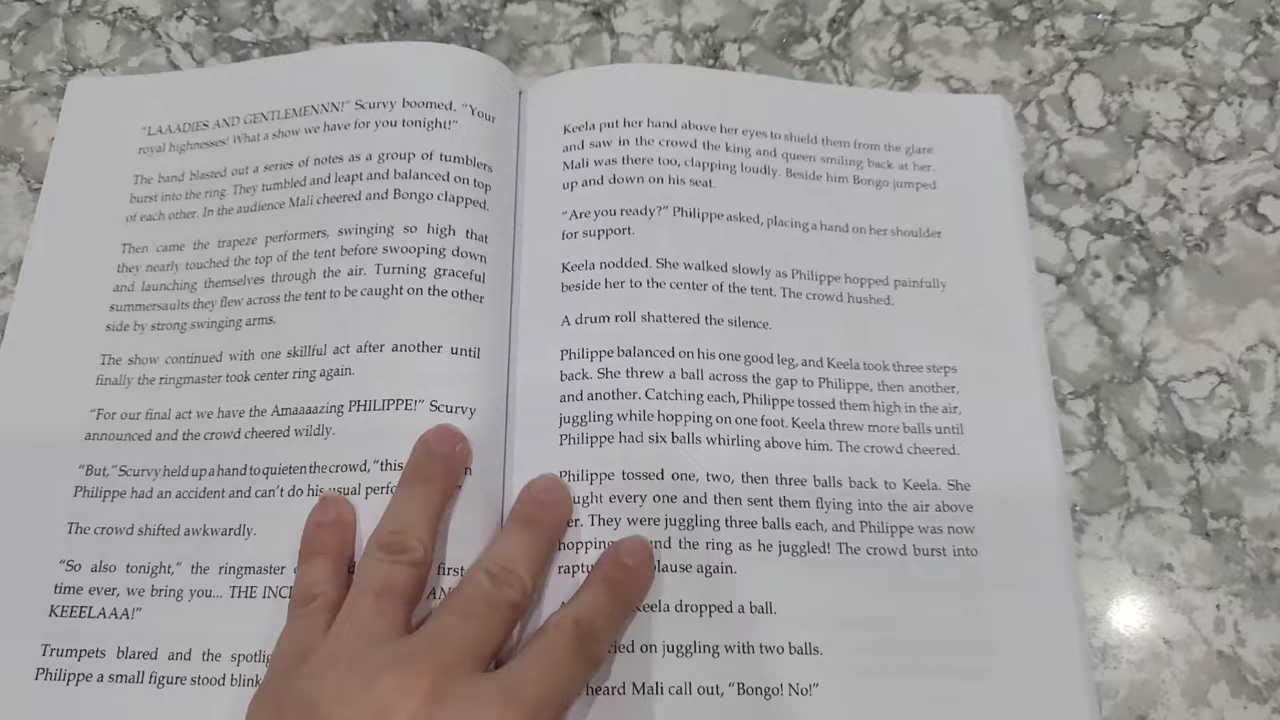 "LAAADIES AND GENTLEMENNN!" Scurvy boomed, "Your
royal highnesses! What a show we have for you tonight!"
The band blasted out a series of notes as a group of tumblers
burst into the ring. They tumbled and leapt and balanced on top
of each other. In the audience Mali cheered and Bongo clapped.
Then came the trapeze performers, swinging so high that
they nearly touched the top of the tent before swooping down
and launching themselves through the air. Turning graceful
summersaults they flew across the tent to be caught on the other
side by strong swinging arms.
The show continued with one skillful act after another until
finally the ringmaster took center ring again.
"For our final act we have the Amaaaazing PHILIPPE!" Scurvy
announced and the crowd cheered wildly.
"But," Scurvy held up a hand to quieten the crowd, "this
Philippe had an accident and can't do his usual
The crowd shifted awkwardly.
"So also tonight," the ringmaster first
time ever, we bring you... THE
KEEELAAA!"
Trumpets blared and the
Philippe a small figure stood
Keela put her hand above her eyes to shield them from the glare
and saw in the crowd the king and queen smiling back at her.
Mali was there too, clapping loudly. Beside him Bongo jumped
up and down on his seat.
"Are you ready?" Philippe asked, placing a hand on her shoulder
for support.
Keela nodded. She walked slowly as Philippe hopped painfully
beside her to the center of the tent. The crowd hushed.
A drum roll shattered the silence.
Philippe balanced on his one good leg, and Keela took three steps
back. She threw a ball across the gap to Philippe, then another,
and another. Catching each, Philippe tossed them high in the air,
juggling while hopping on one foot. Keela threw more balls until
Philippe had six balls whirling above him. The crowd cheered.
Philippe tossed one, two, then three balls back to Keela. She
every one and then sent them flying into the air above
They were juggling three balls each, and Philippe was now
hopping the ring as he juggled! The crowd burst into
again.
Keela dropped a ball.
on juggling with two balls.
heard Mali call out, "Bongo! No!"